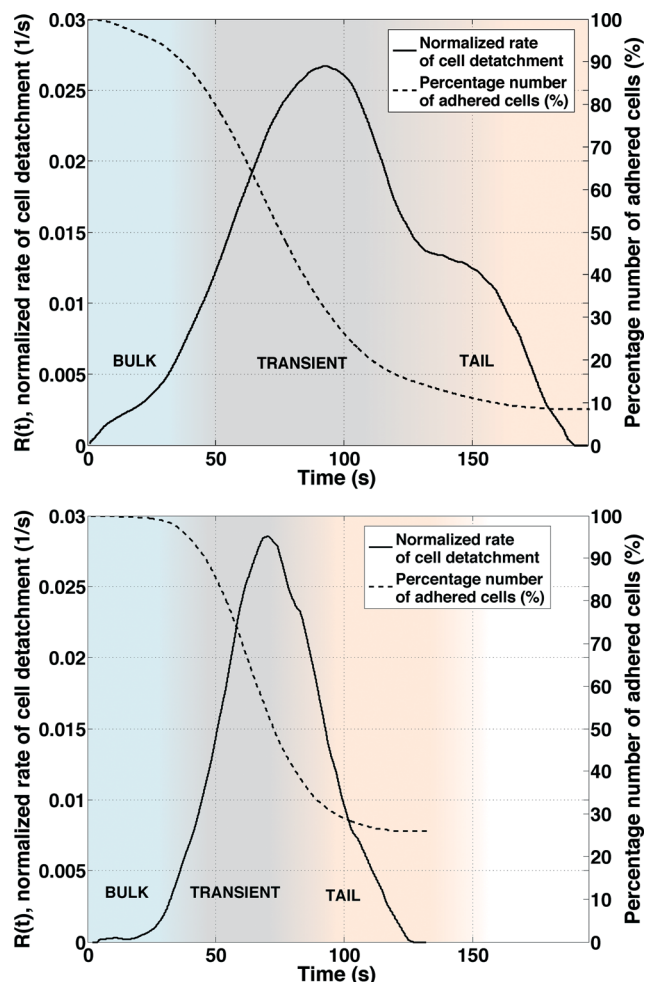 Normalized rate
of cell detatchment (1/s)
Percentage number
of adhered cells (%)
R(t), normalized rate of cell detatchment (1/s)
0.03
0.025
0.02
0.015
0.01
0.005
0
BULK
TRANSIENT
TAIL
0 50 100 150
Time (s)
100
90
80
70
60
50
40
30
20
10
0
Percentage number of adhered cells (%)
Normalized rate
of cell detatchment
Percentage number
of adhered cells (%)
R(t), normalized rate of cell detatchment (1/s)
0.03
0.025
0.02
0.015
0.01
0.005
0
BULK
TRANSIENT
TAIL
0 50 100 150
Time (s)
100
90
80
70
60
50
40
30
20
10
0
Percentage number of adhered cells (%)